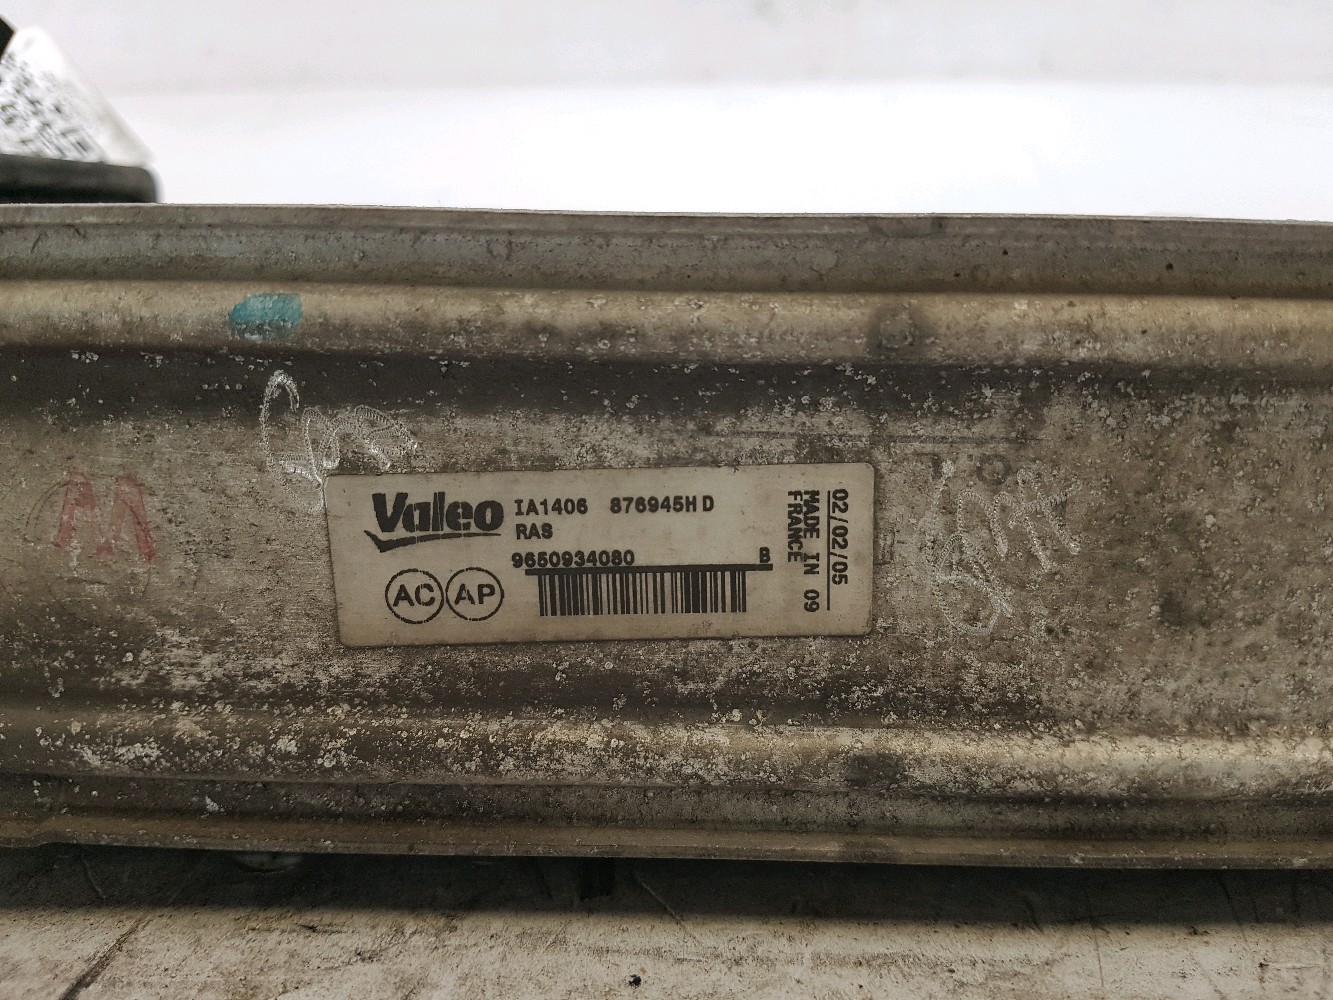 Valeo IA1406 876945H D
RAS
9650934080 B
AC AP
02/02/05
MADE IN 09
FRANCE